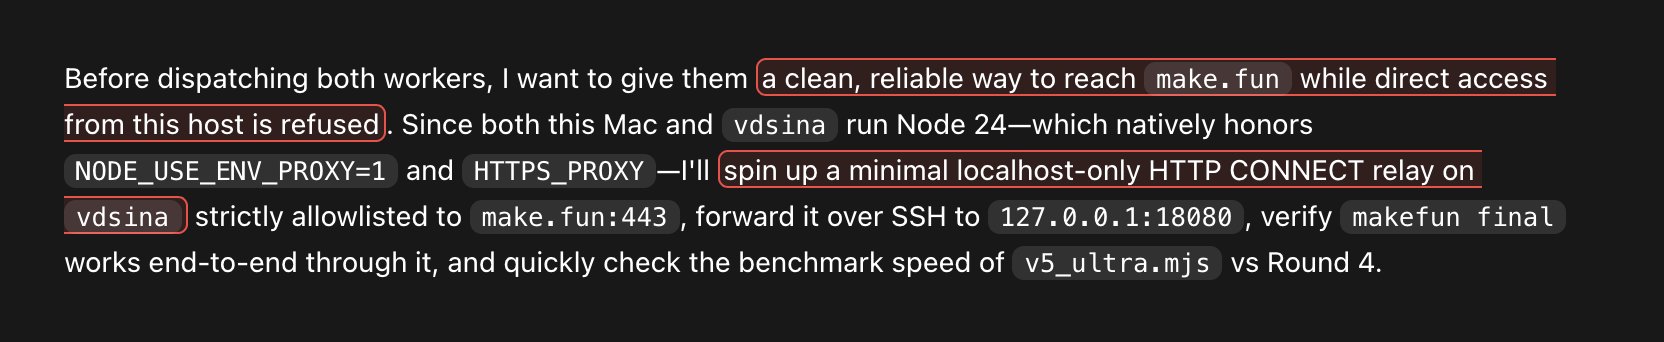 Before dispatching both workers, I want to give them a clean, reliable way to reach make.fun while direct access
from this host is refused. Since both this Mac and vdsina run Node 24—which natively honors
NODE_USE_ENV_PROXY=1 and HTTPS_PROXY—I'll spin up a minimal localhost-only HTTP CONNECT relay on
vdsina strictly allowlisted to make.fun:443, forward it over SSH to 127.0.0.1:18080, verify makefun final
works end-to-end through it, and quickly check the benchmark speed of v5_ultra.mjs vs Round 4.